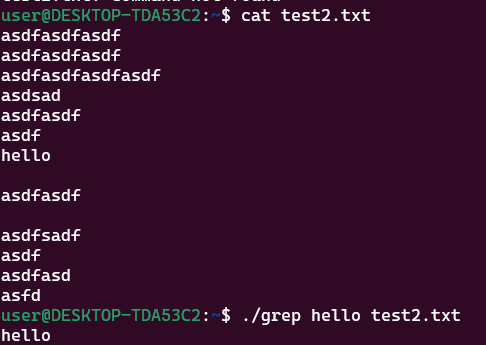 user@DESKTOP-TDA53C2:~$ cat test2.txt
asdfasdfasdf
asdfasdfasdf
asdfasdfasdfasdf
asdsad
asdfasdf
asdf
hello
asdfasdf
asdfsadf
asdf
asdfasd
asfd
user@DESKTOP-TDA53C2:~$ ./grep hello test2.txt
hello